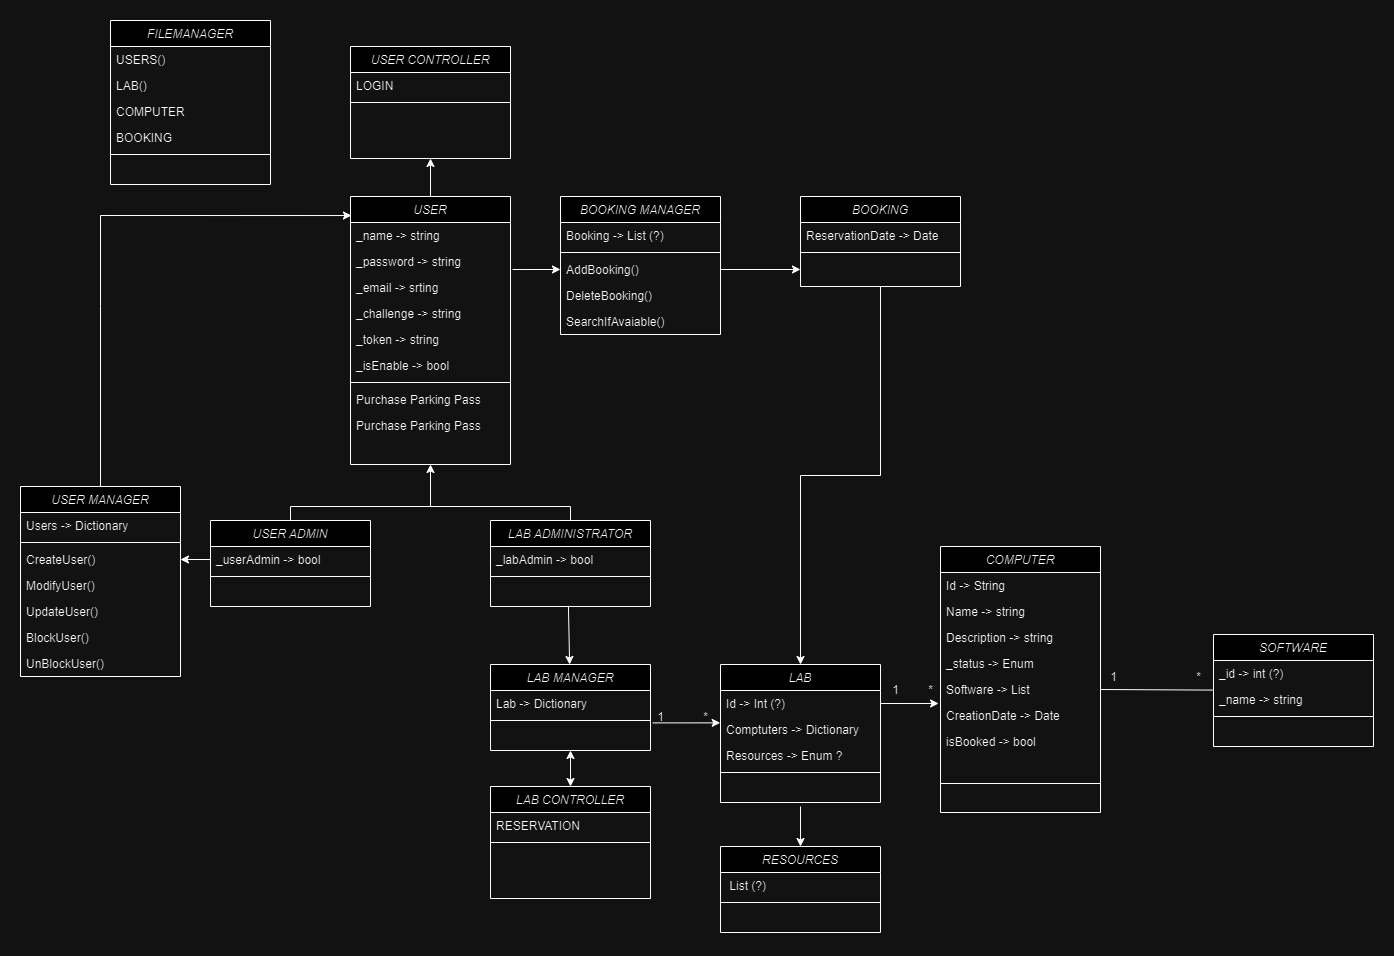 FILEMANAGER
USERS()
LAB()
COMPUTER
BOOKING
USER CONTROLLER
LOGIN
USER
_name -> string
_password -> string
_email -> srting
_challenge -> string
_token -> string
_isEnable -> bool
Purchase Parking Pass
Purchase Parking Pass
BOOKING MANAGER
Booking -> List (?)
AddBooking()
DeleteBooking()
SearchIfAvaiable()
BOOKING
ReservationDate -> Date
USER MANAGER
Users -> Dictionary
CreateUser()
ModifyUser()
UpdateUser()
BlockUser()
UnBlockUser()
USER ADMIN
_userAdmin -> bool
LAB ADMINISTRATOR
_labAdmin -> bool
LAB MANAGER
Lab -> Dictionary
1
*
LAB CONTROLLER
RESERVATION
LAB
Id -> Int (?)
Comptuters -> Dictionary
Resources -> Enum ?
1
*
RESOURCES
List (?)
COMPUTER
Id -> String
Name -> string
Description -> string
_status -> Enum
Software -> List
CreationDate -> Date
isBooked -> bool
1
*
SOFTWARE
_id -> int (?)
_name -> string